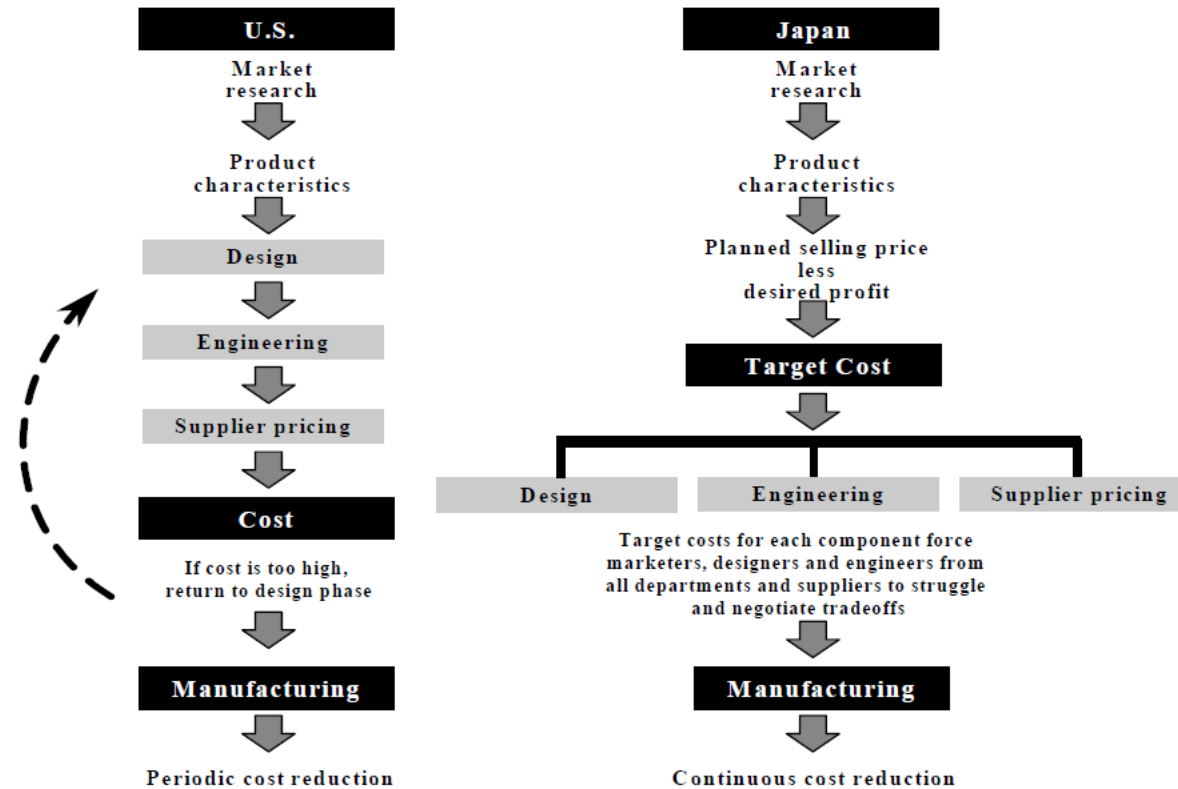 U.S.
Market
research
Product
characteristics
Design
Engineering
Supplier pricing
Cost
If cost is too high,
return to design phase
Manufacturing
Periodic cost reduction
Japan
Market
research
Product
characteristics
Planned selling price
less
desired profit
Target Cost
Design
Engineering
Supplier pricing
Target costs for each component force
marketers, designers and engineers from
all departments and suppliers to struggle
and negotiate tradeoffs
Manufacturing
Continuous cost reduction